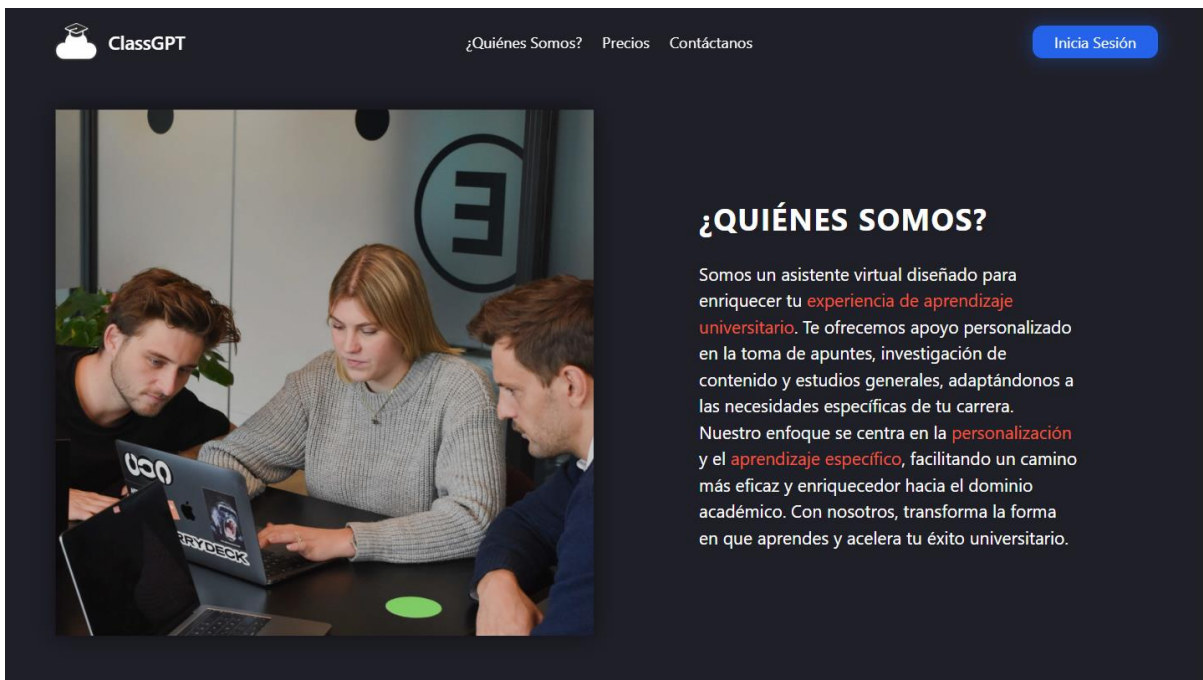 ClassGPT
¿Quiénes Somos? Precios Contáctanos
Inicia Sesión
¿QUIÉNES SOMOS?
Somos un asistente virtual diseñado para
enriquecer tu experiencia de aprendizaje
universitario. Te ofrecemos apoyo personalizado
en la toma de apuntes, investigación de
contenido y estudios generales, adaptándonos a
las necesidades específicas de tu carrera.
Nuestro enfoque se centra en la personalización
y el aprendizaje específico, facilitando un camino
más eficaz y enriquecedor hacia el dominio
académico. Con nosotros, transforma la forma
en que aprendes y acelera tu éxito universitario.